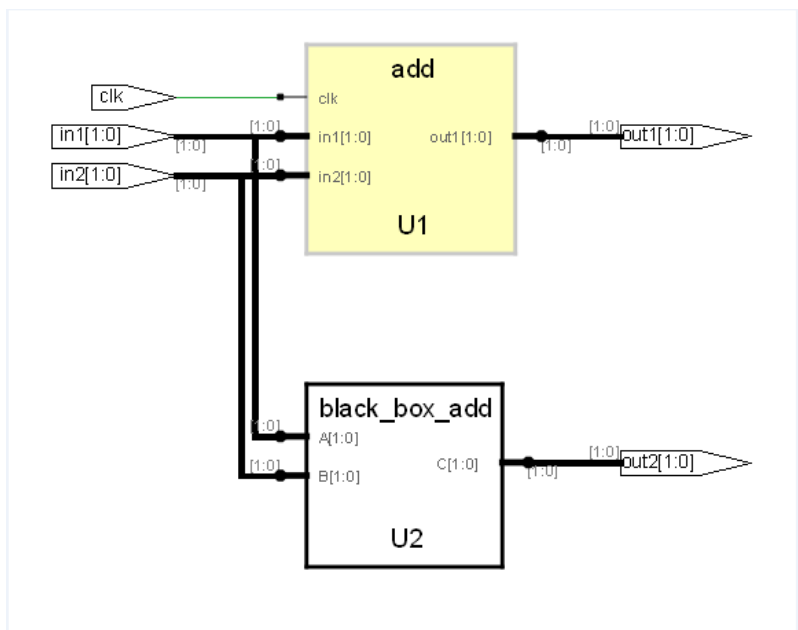 add
clk
clk
[1:0]
[1:0]
in1[1:0]
[1:0]
in1[1:0]
out1[1:0]
[1:0]
out1[1:0]
[1:0]
in2[1:0]
[1:0]
in2[1:0]
U1
black_box_add
[1:0]
A[1:0]
[1:0]
B[1:0]
C[1:0]
[1:0]
[1:0]
out2[1:0]
U2